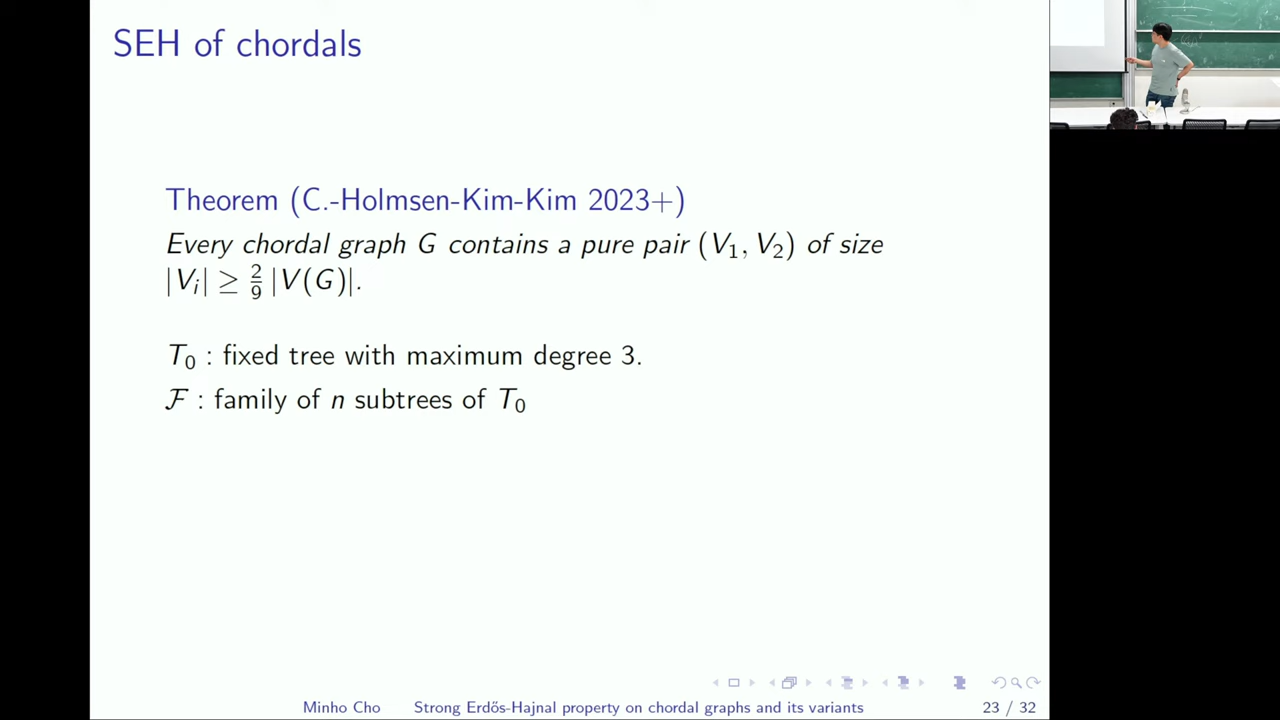 SEH of chordals
Theorem (C.-Holmsen-Kim-Kim 2023+)
Every chordal graph G contains a pure pair (V₁, V₂) of size
|Vᵢ| ≥ 2/9 |V(G)|.
T₀ : fixed tree with maximum degree 3.
ℱ : family of n subtrees of T₀
Minho Cho Strong Erdős-Hajnal property on chordal graphs and its variants 23 / 32